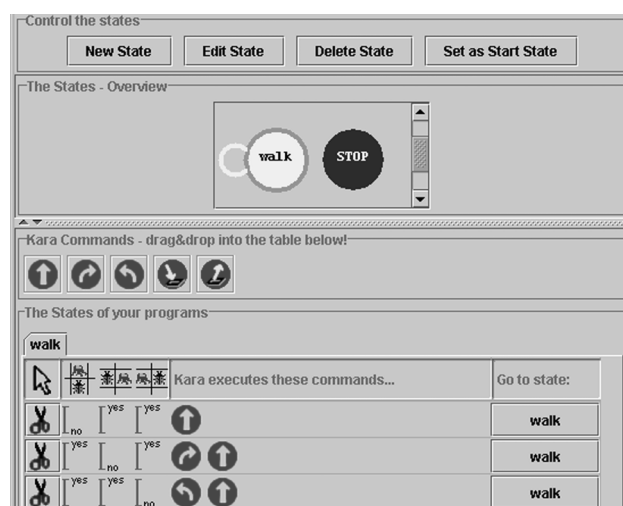 Control the states
New State Edit State Delete State Set as Start State
The States - Overview
walk STOP
Kara Commands - drag&drop into the table below!
The States of your programs
walk
Kara executes these commands... Go to state:
no yes yes walk
yes no yes walk
yes yes no walk